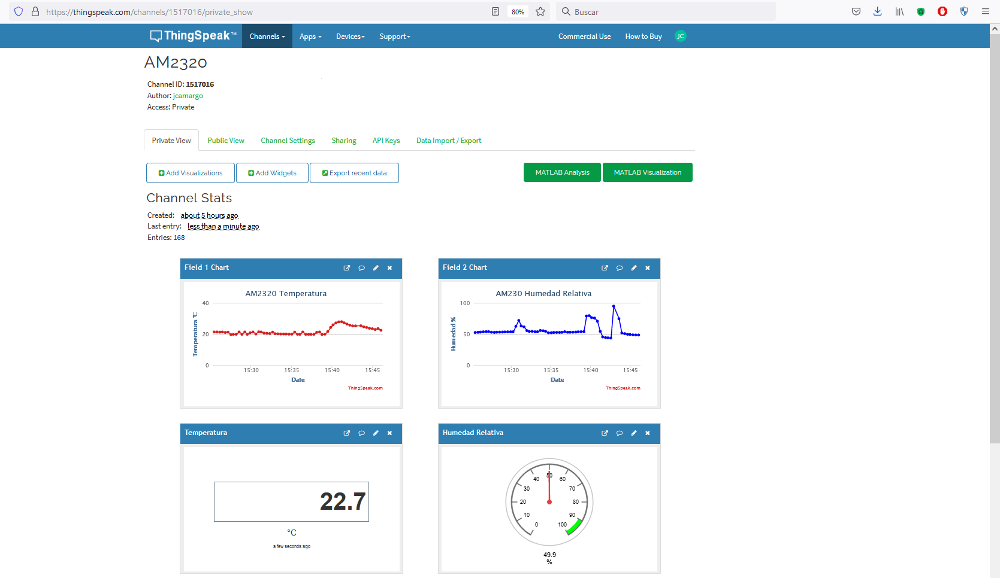 https://thingspeak.com/channels/1517016/private_show
80%
Buscar
ThingSpeak™
Channels
Apps
Devices
Support
Commercial Use
How to Buy
JC
AM2320
Channel ID: 1517016
Author: jcamargo
Access: Private
Private View
Public View
Channel Settings
Sharing
API Keys
Data Import / Export
Add Visualizations
Add Widgets
Export recent data
MATLAB Analysis
MATLAB Visualization
Channel Stats
Created: about 5 hours ago
Last entry: less than a minute ago
Entries: 168
Field 1 Chart
AM2320 Temperatura
Temperatura °C
40
20
0
15:30
15:35
15:40
15:45
Date
ThingSpeak.com
Field 2 Chart
AM230 Humedad Relativa
Humedad %
100
50
0
15:30
15:35
15:40
15:45
Date
ThingSpeak.com
Temperatura
22.7
°C
a few seconds ago
Humedad Relativa
0
10
20
30
40
50
60
70
80
90
100
49.9
%